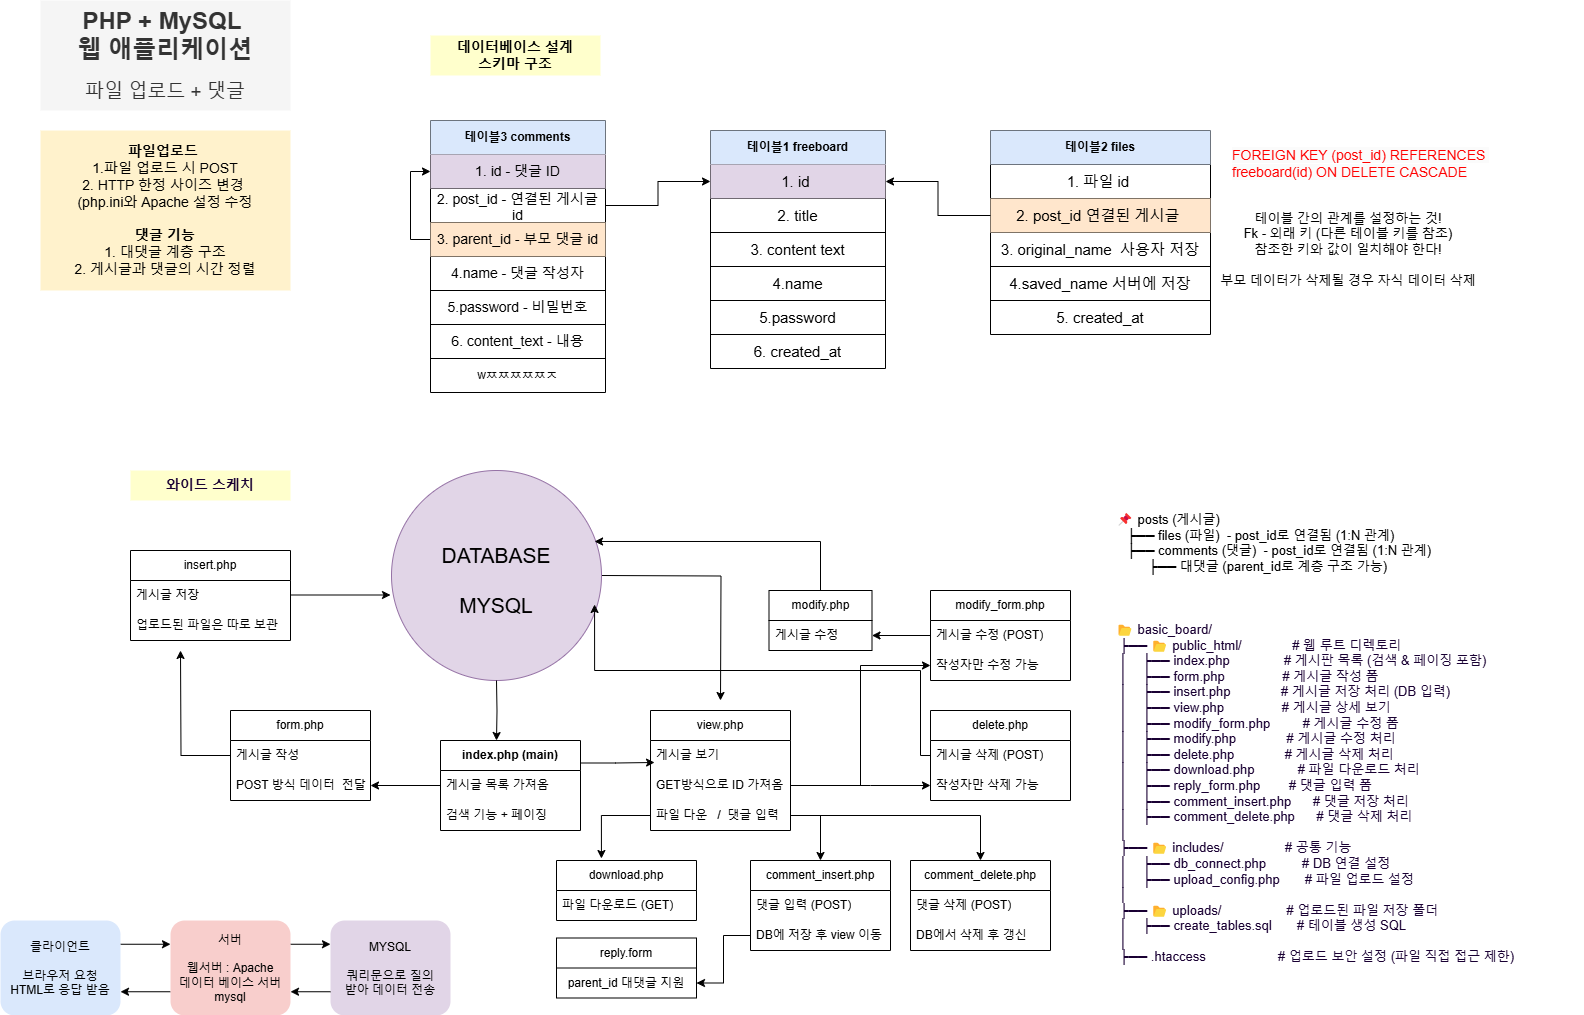 PHP + MySQL
웹 애플리케이션
파일 업로드 + 댓글
파일업로드
1.파일 업로드 시 POST
2. HTTP 한정 사이즈 변경
(php.ini와 Apache 설정 수정
댓글 기능
1. 대댓글 계층 구조
2. 게시글과 댓글의 시간 정렬
데이터베이스 설계
스키마 구조
테이블3 comments
1. id - 댓글 ID
2. post_id - 연결된 게시글
id
3. parent_id - 부모 댓글 id
4.name - 댓글 작성자
5.password - 비밀번호
6. content_text - 내용
wㅉㅉㅉㅉㅉㅈ
테이블1 freeboard
1. id
2. title
3. content text
4.name
5.password
6. created_at
테이블2 files
1. 파일 id
2. post_id 연결된 게시글
3. original_name 사용자 저장
4.saved_name 서버에 저장
5. created_at
FOREIGN KEY (post_id) REFERENCES
freeboard(id) ON DELETE CASCADE
테이블 간의 관계를 설정하는 것!
Fk - 외래 키 (다른 테이블 키를 참조)
참조한 키와 값이 일치해야 한다!
부모 데이터가 삭제될 경우 자식 데이터 삭제
와이드 스케치
DATABASE
MYSQL
insert.php
게시글 저장
업로드된 파일은 따로 보관
form.php
게시글 작성
POST 방식 데이터 전달
index.php (main)
게시글 목록 가져옴
검색 기능 + 페이징
view.php
게시글 보기
GET방식으로 ID 가져옴
파일 다운 / 댓글 입력
modify.php
게시글 수정
modify_form.php
게시글 수정 (POST)
작성자만 수정 가능
delete.php
게시글 삭제 (POST)
작성자만 삭제 가능
download.php
파일 다운로드 (GET)
comment_insert.php
댓글 입력 (POST)
DB에 저장 후 view 이동
comment_delete.php
댓글 삭제 (POST)
DB에서 삭제 후 갱신
reply.form
parent_id 대댓글 지원
클라이언트
브라우저 요청
HTML로 응답 받음
서버
웹서버 : Apache
데이터 베이스 서버
mysql
MYSQL
쿼리문으로 질의
받아 데이터 전송
📌 posts (게시글)
├── files (파일) - post_id로 연결됨 (1:N 관계)
├── comments (댓글) - post_id로 연결됨 (1:N 관계)
├── 대댓글 (parent_id로 계층 구조 가능)
📂 basic_board/
├── 📂 public_html/ # 웹 루트 디렉토리
│ ├── index.php # 게시판 목록 (검색 & 페이징 포함)
│ ├── form.php # 게시글 작성 폼
│ ├── insert.php # 게시글 저장 처리 (DB 입력)
│ ├── view.php # 게시글 상세 보기
│ ├── modify_form.php # 게시글 수정 폼
│ ├── modify.php # 게시글 수정 처리
│ ├── delete.php # 게시글 삭제 처리
│ ├── download.php # 파일 다운로드 처리
│ ├── reply_form.php # 댓글 입력 폼
│ ├── comment_insert.php # 댓글 저장 처리
│ ├── comment_delete.php # 댓글 삭제 처리
│
├── 📂 includes/ # 공통 기능
│ ├── db_connect.php # DB 연결 설정
│ ├── upload_config.php # 파일 업로드 설정
│
├── 📂 uploads/ # 업로드된 파일 저장 폴더
│ ├── create_tables.sql # 테이블 생성 SQL
│
├── .htaccess # 업로드 보안 설정 (파일 직접 접근 제한)